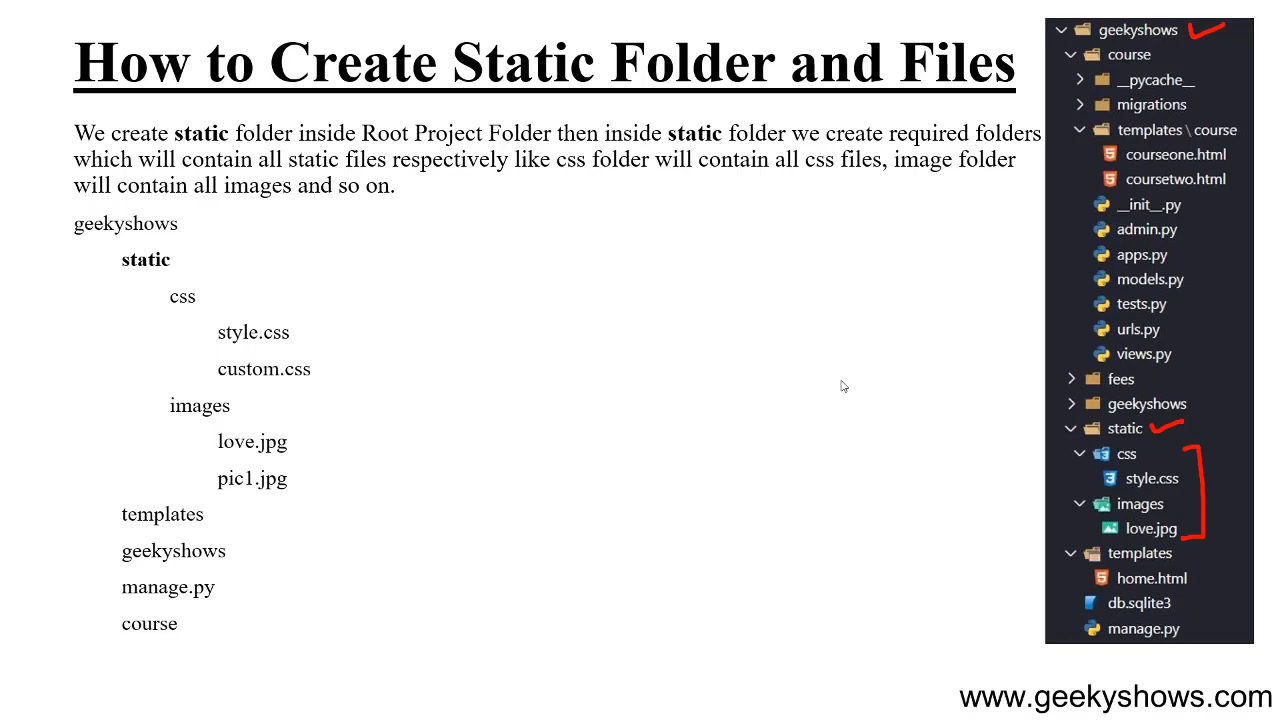 How to Create Static Folder and Files
We create static folder inside Root Project Folder then inside static folder we create required folders
which will contain all static files respectively like css folder will contain all css files, image folder
will contain all images and so on.
geekyshows
static
css
style.css
custom.css
images
love.jpg
pic1.jpg
templates
geekyshows
manage.py
course
geekyshows
course
__pycache__
migrations
templates\course
courseone.html
coursetwo.html
__init__.py
admin.py
apps.py
models.py
tests.py
urls.py
views.py
fees
geekyshows
static
css
style.css
images
love.jpg
templates
home.html
db.sqlite3
manage.py
www.geekyshows.com